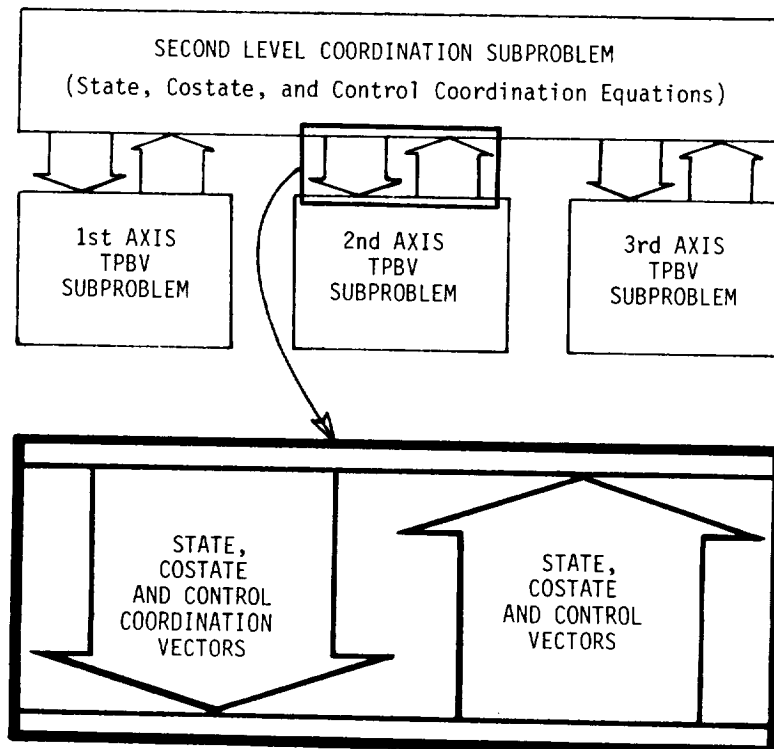 SECOND LEVEL COORDINATION SUBPROBLEM
(State, Costate, and Control Coordination Equations)
1st AXIS
TPBV
SUBPROBLEM
2nd AXIS
TPBV
SUBPROBLEM
3rd AXIS
TPBV
SUBPROBLEM
STATE,
COSTATE
AND CONTROL
COORDINATION
VECTORS
STATE,
COSTATE
AND CONTROL
VECTORS